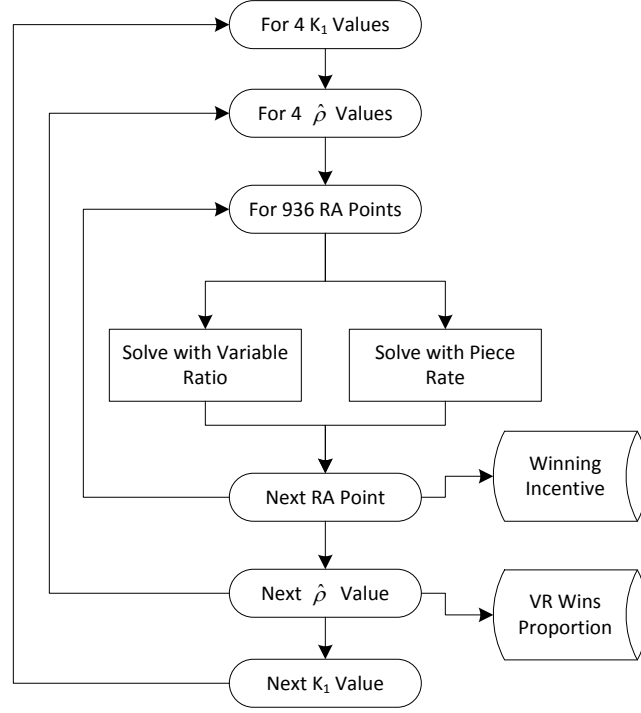 For 4 K₁ Values
For 4 ρ̂ Values
For 936 RA Points
Solve with Variable
Ratio
Solve with Piece
Rate
Winning
Incentive
Next RA Point
Next ρ̂ Value
VR Wins
Proportion
Next K₁ Value